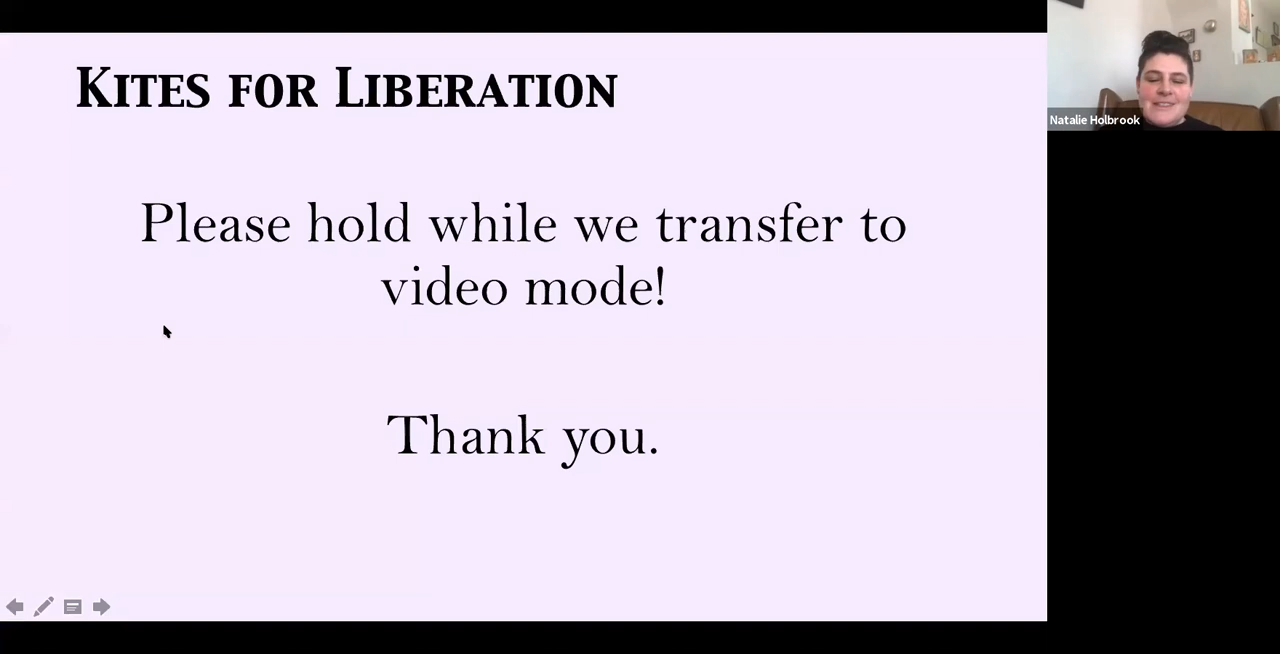 Kites for Liberation
Please hold while we transfer to
video mode!
Thank you.
Natalie Holbrook